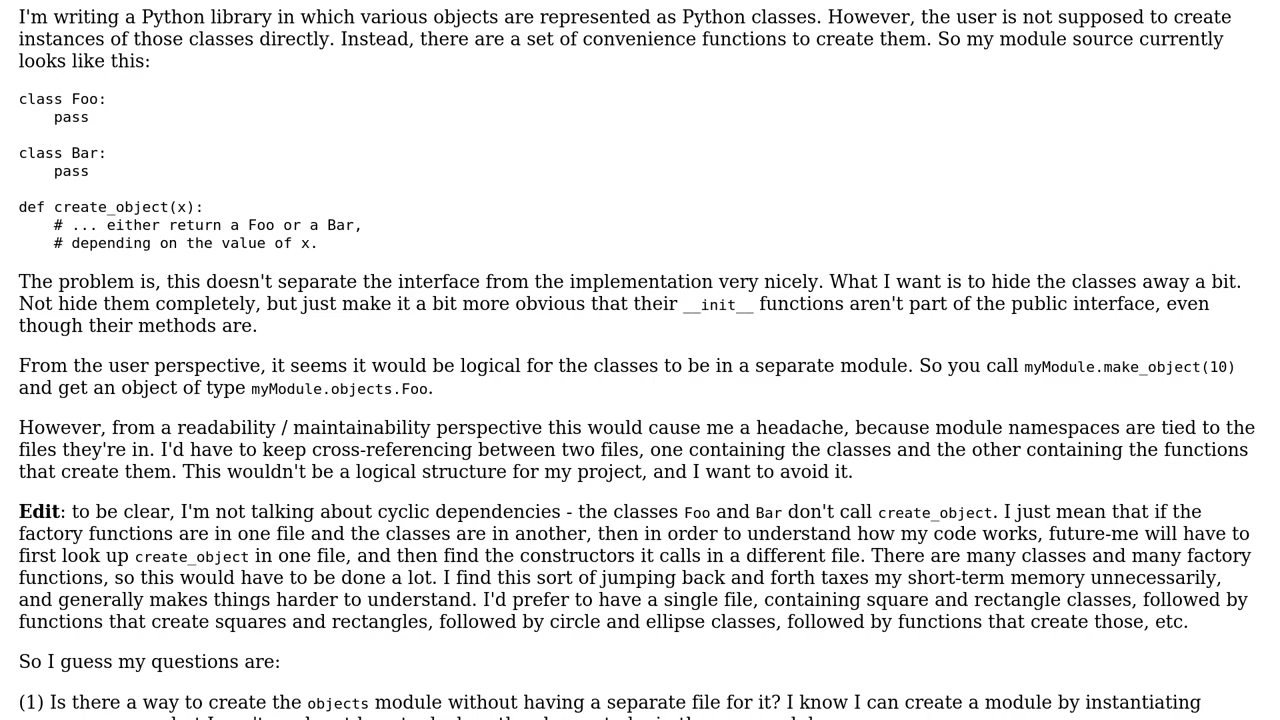 I'm writing a Python library in which various objects are represented as Python classes. However, the user is not supposed to create
instances of those classes directly. Instead, there are a set of convenience functions to create them. So my module source currently
looks like this:
class Foo:
    pass
class Bar:
    pass
def create_object(x):
    # ... either return a Foo or a Bar,
    # depending on the value of x.
The problem is, this doesn't separate the interface from the implementation very nicely. What I want is to hide the classes away a bit.
Not hide them completely, but just make it a bit more obvious that their __init__ functions aren't part of the public interface, even
though their methods are.
From the user perspective, it seems it would be logical for the classes to be in a separate module. So you call myModule.make_object(10)
and get an object of type myModule.objects.Foo.
However, from a readability / maintainability perspective this would cause me a headache, because module namespaces are tied to the
files they're in. I'd have to keep cross-referencing between two files, one containing the classes and the other containing the functions
that create them. This wouldn't be a logical structure for my project, and I want to avoid it.
Edit: to be clear, I'm not talking about cyclic dependencies - the classes Foo and Bar don't call create_object. I just mean that if the
factory functions are in one file and the classes are in another, then in order to understand how my code works, future-me will have to
first look up create_object in one file, and then find the constructors it calls in a different file. There are many classes and many factory
functions, so this would have to be done a lot. I find this sort of jumping back and forth taxes my short-term memory unnecessarily,
and generally makes things harder to understand. I'd prefer to have a single file, containing square and rectangle classes, followed by
functions that create squares and rectangles, followed by circle and ellipse classes, followed by functions that create those, etc.
So I guess my questions are:
(1) Is there a way to create the objects module without having a separate file for it? I know I can create a module by instantiating